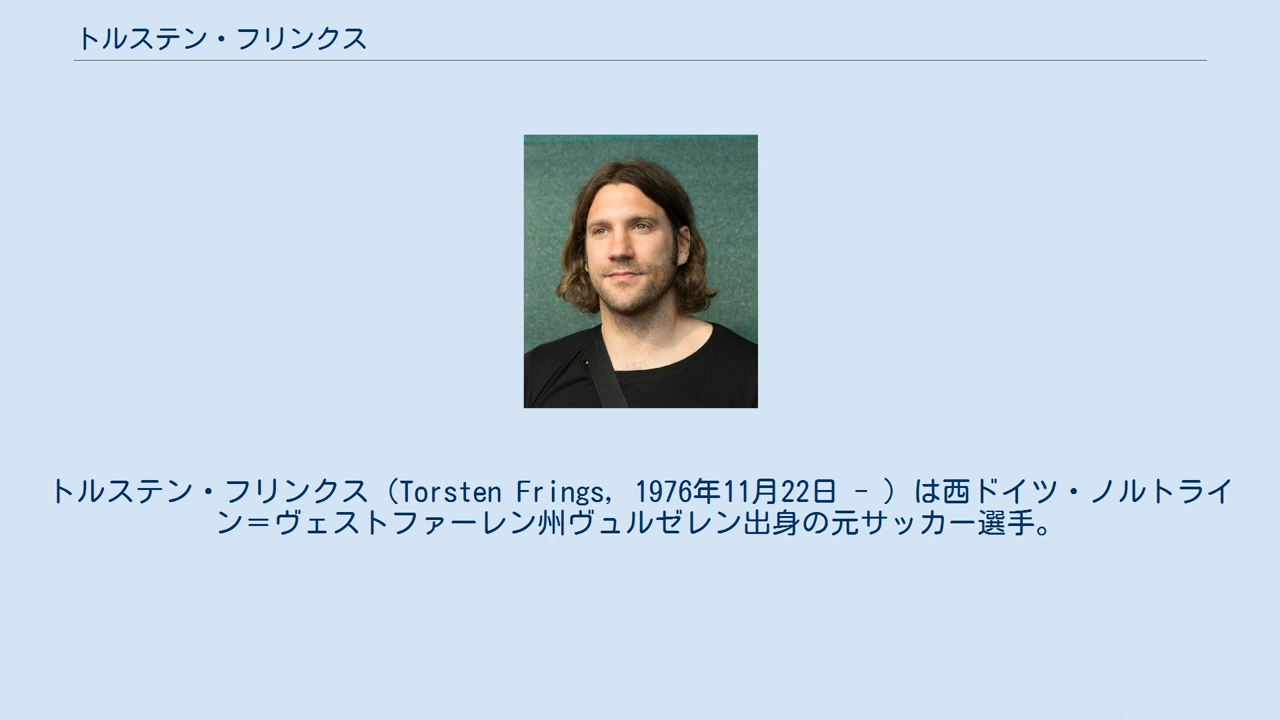 トルステン・フリンクス
トルステン・フリンクス（Torsten Frings, 1976年11月22日 - ）は西ドイツ・ノルトライ
ン＝ヴェストファーレン州ヴュルゼレン出身の元サッカー選手。